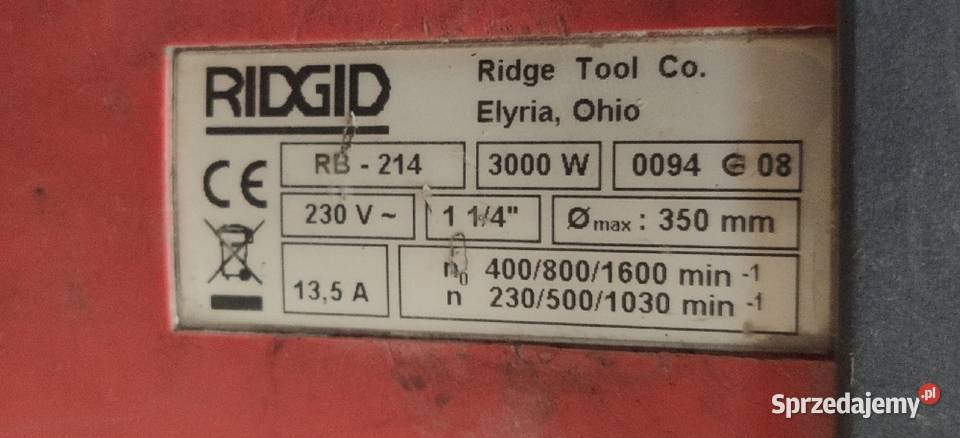 RIDGID
Ridge Tool Co.
Elyria, Ohio
CE
RB - 214 3000 W 0094 G 08
230 V ~ 1 1/4" Ømax : 350 mm
13,5 A
n0 400/800/1600 min -1
n 230/500/1030 min -1
Sprzedajemy.pl